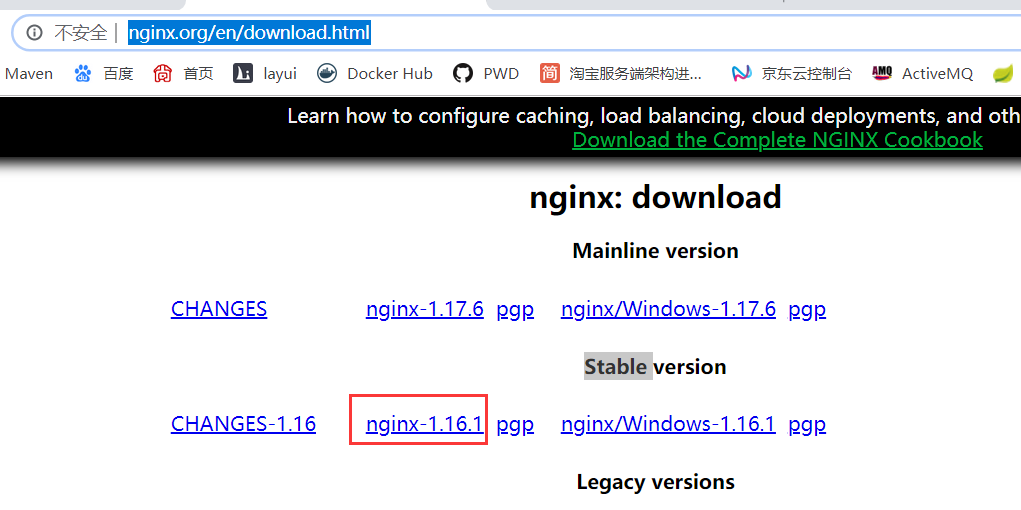 不安全 | nginx.org/en/download.html
Maven 百度 首页 layui Docker Hub PWD 简 淘宝服务端架构进... 京东云控制台 AMQ ActiveMQ
Learn how to configure caching, load balancing, cloud deployments, and oth
Download the Complete NGINX Cookbook
nginx: download
Mainline version
CHANGES nginx-1.17.6 pgp nginx/Windows-1.17.6 pgp
Stable version
CHANGES-1.16 nginx-1.16.1 pgp nginx/Windows-1.16.1 pgp
Legacy versions